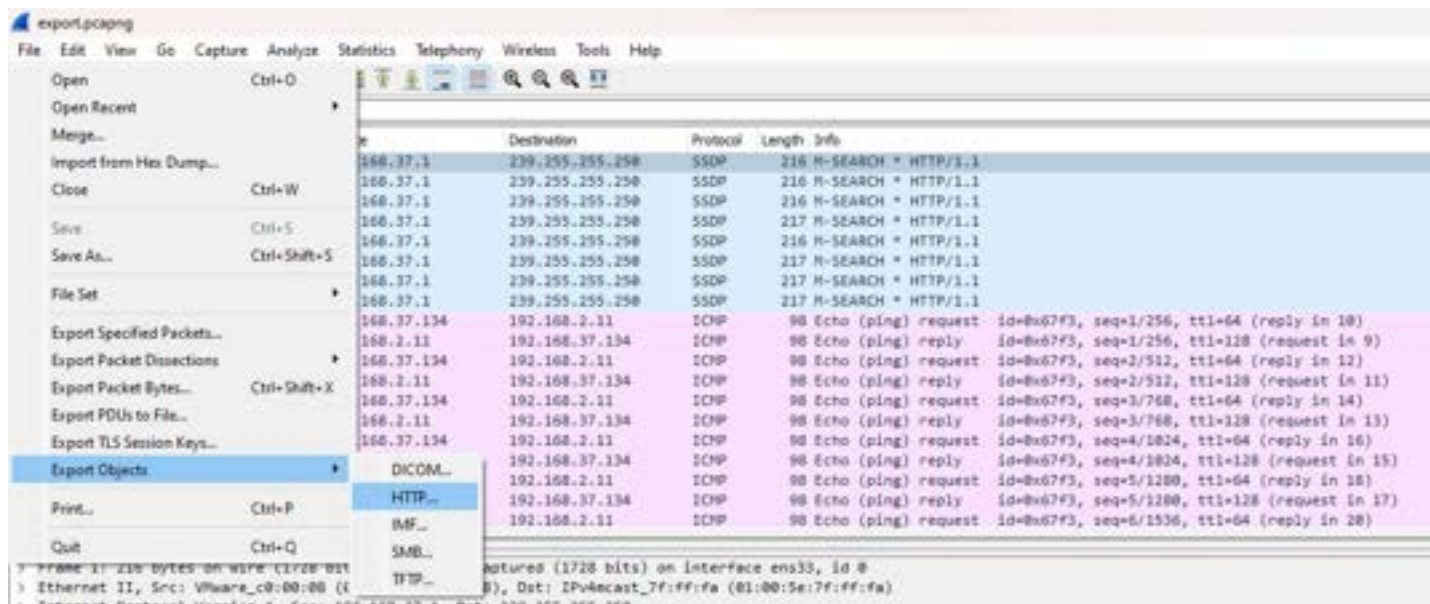 export.pcapng
File Edit View Go Capture Analyze Statistics Telephony Wireless Tools Help
Open Ctrl+O
Open Recent
Merge...
Import from Hex Dump...
Close Ctrl+W
Save Ctrl+S
Save As... Ctrl+Shift+S
File Set
Export Specified Packets...
Export Packet Dissections
Export Packet Bytes... Ctrl+Shift+X
Export PDUs to File...
Export TLS Session Keys...
Export Objects
Print... Ctrl+P
Quit Ctrl+Q
DICOM...
HTTP...
IMF...
SMB...
TFTP...
e Destination Protocol Length Info
168.37.1 239.255.255.250 SSDP 216 M-SEARCH * HTTP/1.1
168.37.1 239.255.255.250 SSDP 216 M-SEARCH * HTTP/1.1
168.37.1 239.255.255.250 SSDP 216 M-SEARCH * HTTP/1.1
168.37.1 239.255.255.250 SSDP 217 M-SEARCH * HTTP/1.1
168.37.1 239.255.255.250 SSDP 216 M-SEARCH * HTTP/1.1
168.37.1 239.255.255.250 SSDP 217 M-SEARCH * HTTP/1.1
168.37.1 239.255.255.250 SSDP 217 M-SEARCH * HTTP/1.1
168.37.1 239.255.255.250 SSDP 217 M-SEARCH * HTTP/1.1
168.37.134 192.168.2.11 ICMP 98 Echo (ping) request id=0x67f3, seq=1/256, ttl=64 (reply in 10)
168.2.11 192.168.37.134 ICMP 98 Echo (ping) reply id=0x67f3, seq=1/256, ttl=128 (request in 9)
168.37.134 192.168.2.11 ICMP 98 Echo (ping) request id=0x67f3, seq=2/512, ttl=64 (reply in 12)
168.2.11 192.168.37.134 ICMP 98 Echo (ping) reply id=0x67f3, seq=2/512, ttl=128 (request in 11)
168.37.134 192.168.2.11 ICMP 98 Echo (ping) request id=0x67f3, seq=3/768, ttl=64 (reply in 14)
168.2.11 192.168.37.134 ICMP 98 Echo (ping) reply id=0x67f3, seq=3/768, ttl=128 (request in 13)
168.37.134 192.168.2.11 ICMP 98 Echo (ping) request id=0x67f3, seq=4/1024, ttl=64 (reply in 16)
192.168.37.134 ICMP 98 Echo (ping) reply id=0x67f3, seq=4/1024, ttl=128 (request in 15)
192.168.2.11 ICMP 98 Echo (ping) request id=0x67f3, seq=5/1280, ttl=64 (reply in 18)
192.168.37.134 ICMP 98 Echo (ping) reply id=0x67f3, seq=5/1280, ttl=128 (request in 17)
192.168.2.11 ICMP 98 Echo (ping) request id=0x67f3, seq=6/1536, ttl=64 (reply in 20)
Frame 1: 216 bytes on wire (1728 bit ptured (1728 bits) on interface ens33, id 0
Ethernet II, Src: VMware_c0:00:08 ( 8), Dst: IPv4mcast_7f:ff:fa (01:00:5e:7f:ff:fa)